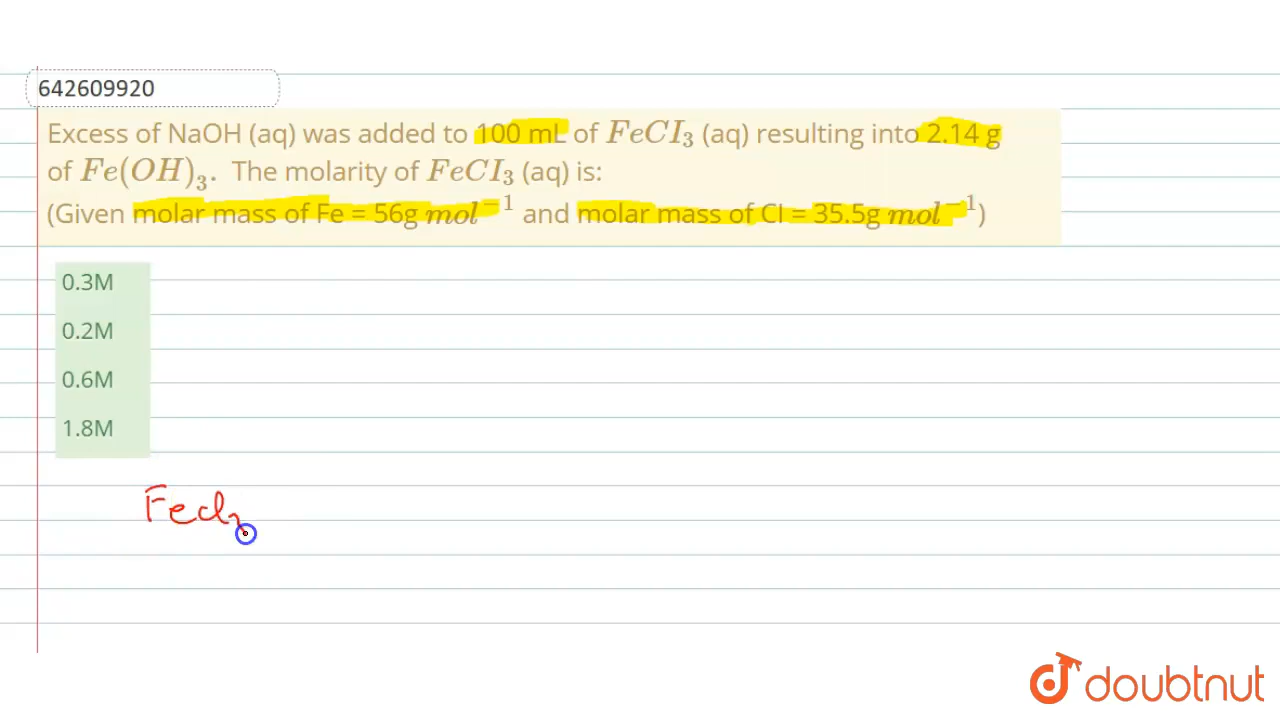 642609920
Excess of NaOH (aq) was added to 100 mL of FeCI₃ (aq) resulting into 2.14 g
of Fe(OH)₃. The molarity of FeCI₃ (aq) is:
(Given molar mass of Fe = 56g mol⁻¹ and molar mass of CI = 35.5g mol⁻¹)
0.3M
0.2M
0.6M
1.8M
Fecl₃
doubtnut